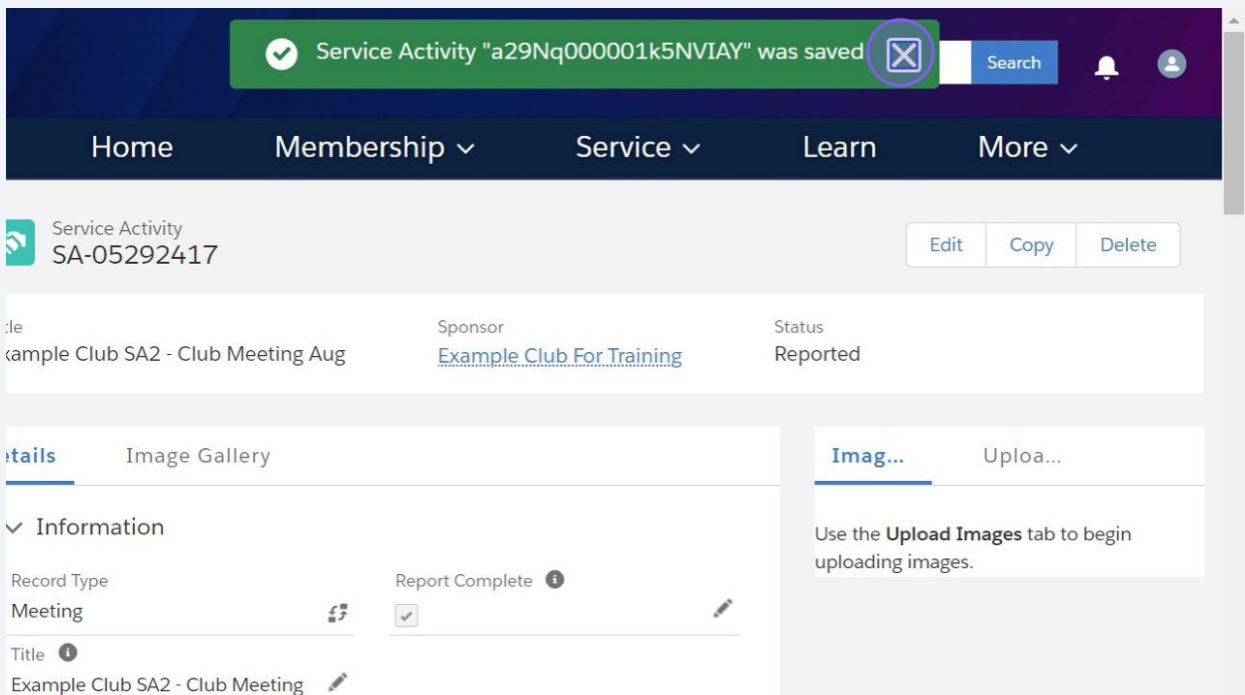 Service Activity "a29Nq000001k5NVIAY" was saved
Search
Home Membership Service Learn More
Service Activity
SA-05292417
Edit Copy Delete
tle Sponsor Status
xample Club SA2 - Club Meeting Aug Example Club For Training Reported
etails Image Gallery
Imag... Uploa...
Information
Use the Upload Images tab to begin
uploading images.
Record Type Report Complete
Meeting
Title
Example Club SA2 - Club Meeting